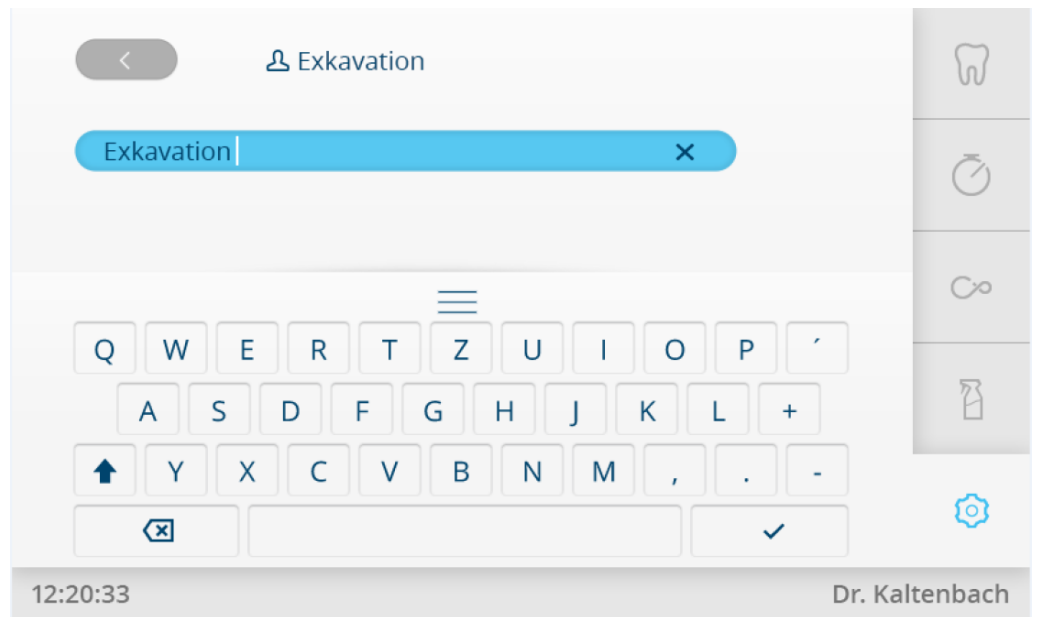 Exkavation
Exkavation
Q W E R T Z U I O P ´
A S D F G H J K L +
Y X C V B N M , . -
12:20:33 Dr. Kaltenbach